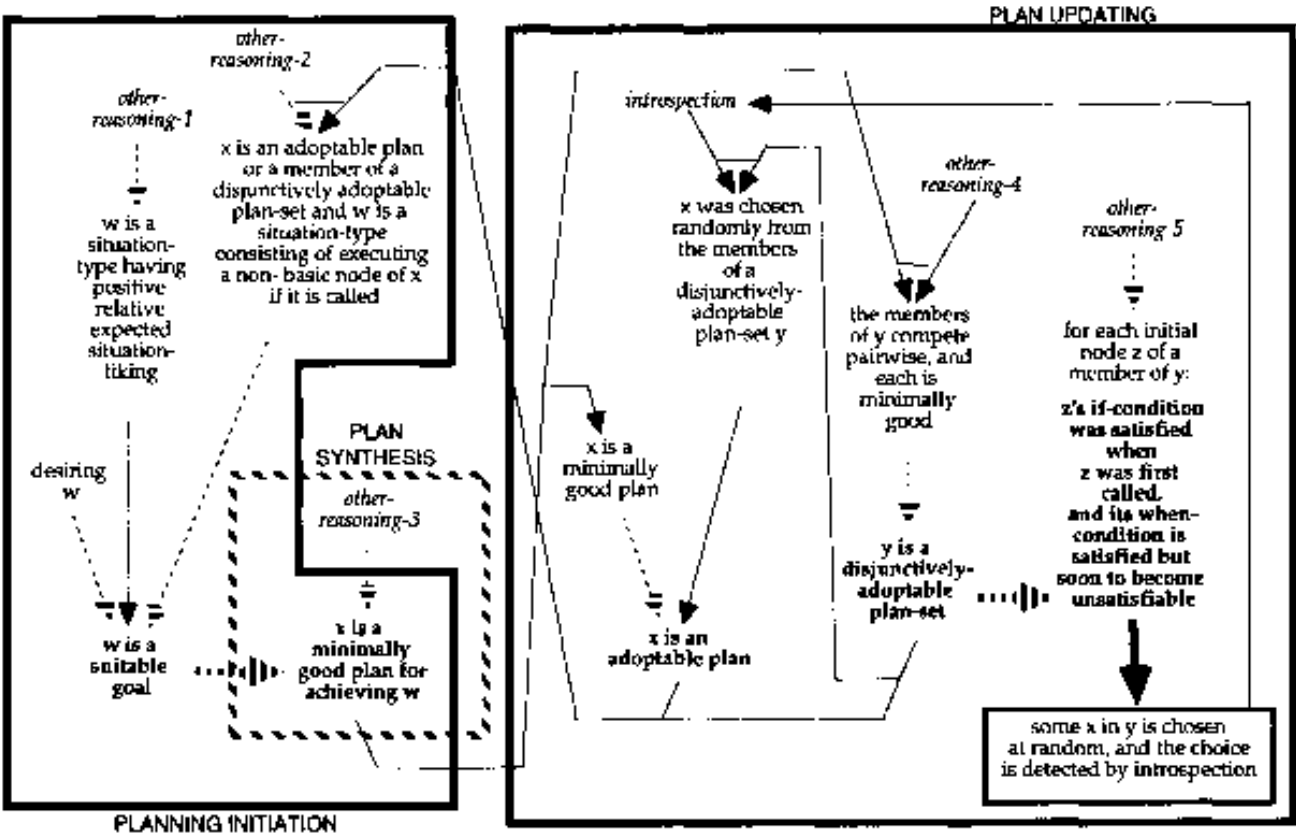 PLAN UPDATING
other-
reasoning-2
other-
reasoning-1
x is an adoptable plan
or a member of a
disjunctively adoptable
plan-set and w is a
situation-type
consisting of executing
a non-basic node of x
if it is called
w is a
situation-
type having
positive
relative
expected
situation-
liking
desiring
w
PLAN
SYNTHESIS
other-
reasoning-3
w is a
suitable
goal
x is a
minimally
good plan for
achieving w
PLANNING INITIATION
introspection
x was chosen
randomly from
the members
of a
disjunctively-
adoptable
plan-set y
other-
reasoning-4
the members
of y compete
pairwise, and
each is
minimally
good
other-
reasoning 5
for each initial
node z of a
member of y:
z's if-condition
was satisfied
when
z was first
called,
and its when-
condition is
satisfied but
soon to become
unsatisfiable
x is a
minimally
good plan
x is an
adoptable plan
y is a
disjunctively-
adoptable
plan-set
some x in y is chosen
at random, and the choice
is detected by introspection